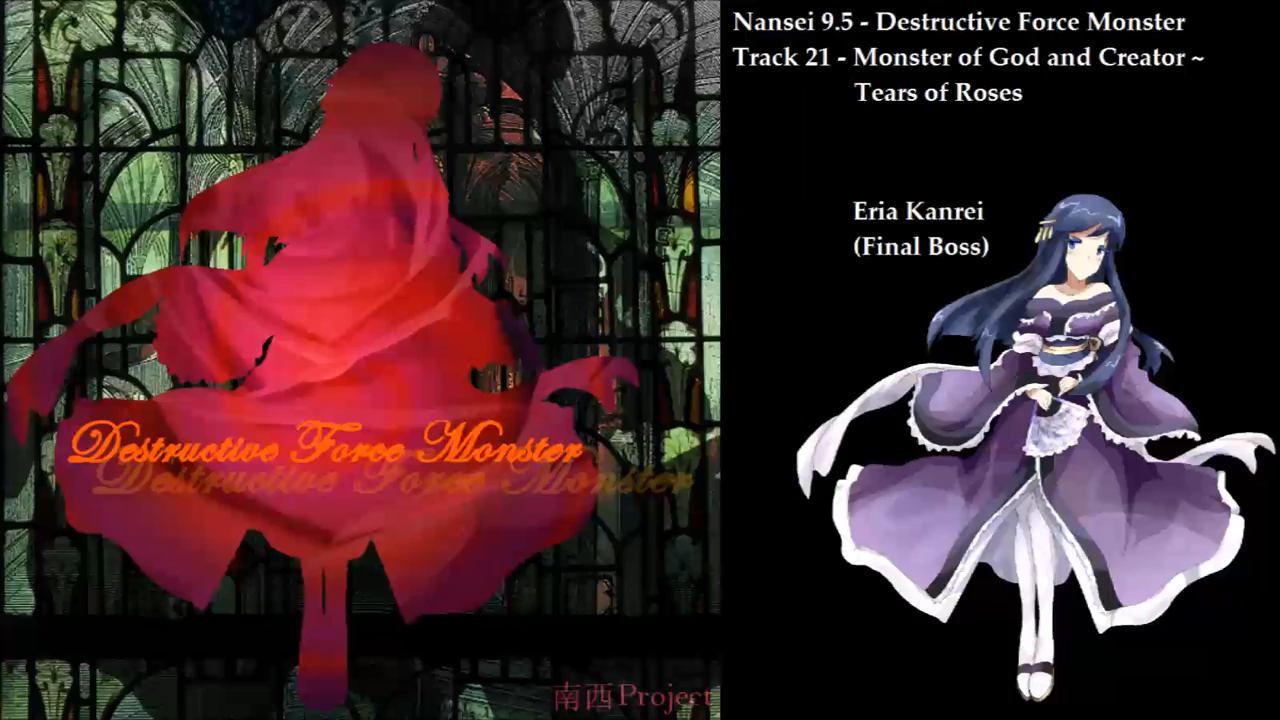 Nansei 9.5 - Destructive Force Monster
Track 21 - Monster of God and Creator ~
Tears of Roses
Eria Kanrei
(Final Boss)
Destructive Force Monster
Destructive Force Monster
南西Project